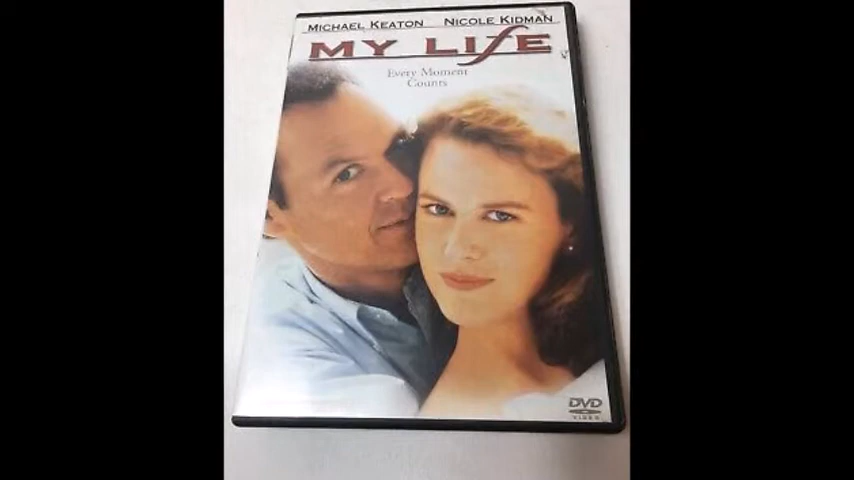 MICHAEL KEATON NICOLE KIDMAN
MY LIFE
Every Moment
Counts
DVD
VIDEO